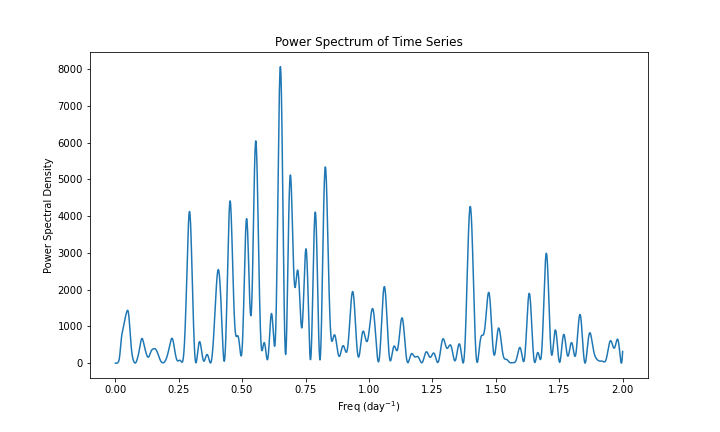 Power Spectrum of Time Series
Power Spectral Density
8000
7000
6000
5000
4000
3000
2000
1000
0
0.00 0.25 0.50 0.75 1.00 1.25 1.50 1.75 2.00
Freq (day⁻¹)